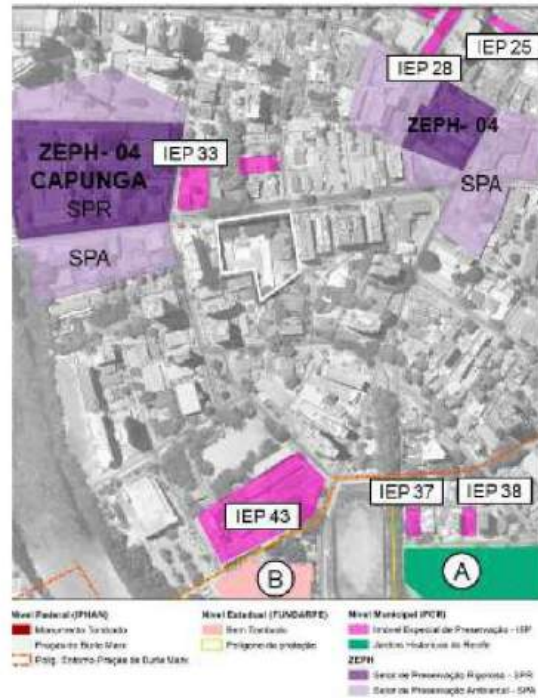 IEP 25
IEP 28
ZEPH- 04
ZEPH- 04
CAPUNGA
IEP 33
SPR
SPA
SPA
IEP 43
IEP 37
IEP 38
B
A
Nível Federal (IPHAN)
Monumento Tombado
Praças de Burle Marx
Polig. Entorno Praças de Burle Marx
Nível Estadual (FUNDARPE)
Bem Tombado
Polígono de proteção
Nível Municipal (PCR)
Imóvel Especial de Preservação - IEP
Jardins Históricos do Recife
ZEPH
Setor de Preservação Rigorosa - SPR
Setor de Preservação Ambiental - SPA